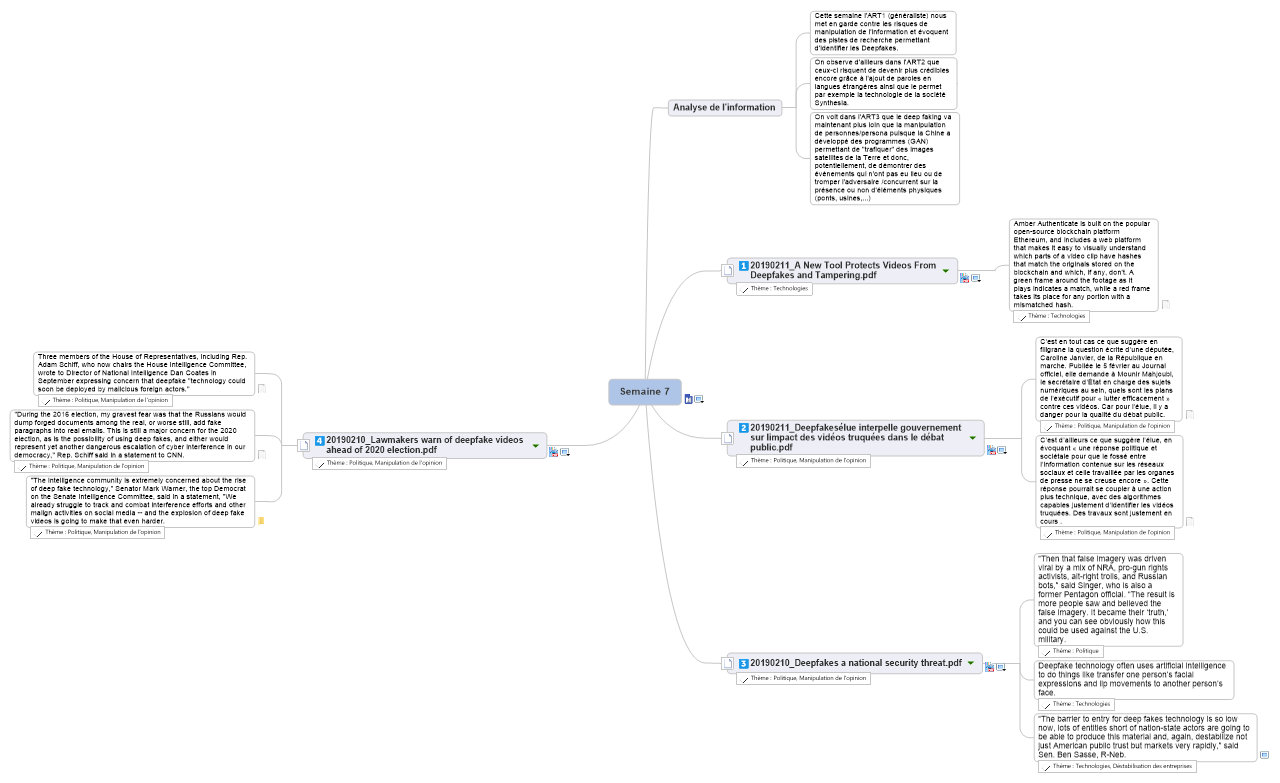 Semaine 7
Analyse de l'information
Cette semaine l'ART1 (généraliste) nous
met en garde contre les risques de
manipulation de l'information et évoquent
des pistes de recherche permettant
d'identifier les Deepfakes.
On observe d'ailleurs dans l'ART2 que
ceux-ci risquent de devenir plus crédibles
encore grâce à l'ajout de paroles en
langues étrangères ainsi que le permet
par exemple la technologie de la société
Synthesia.
On voit dans l'ART3 que le deep faking va
maintenant plus loin que la manipulation
de personnes/persona puisque la Chine a
développé des programmes (GAN)
permettant de "trafiquer" des images
satellites de la Terre et donc,
potentiellement, de démontrer des
événements qui n'ont pas eu lieu ou de
tromper l'adversaire /concurrent sur la
présence ou non d'éléments physiques
(ponts, usines,...)
1 20190211_A New Tool Protects Videos From
Deepfakes and Tampering.pdf
Thème : Technologies
Amber Authenticate is built on the popular
open-source blockchain platform
Ethereum, and includes a web platform
that makes it easy to visually understand
which parts of a video clip have hashes
that match the originals stored on the
blockchain and which, if any, don't. A
green frame around the footage as it
plays indicates a match, while a red frame
takes its place for any portion with a
mismatched hash.
Thème : Technologies
2 20190211_Deepfakesélue interpelle gouvernement
sur limpact des vidéos truquées dans le débat
public.pdf
Thème : Politique, Manipulation de l'opinion
C'est en tout cas ce que suggère en
filigrane la question écrite d'une députée,
Caroline Janvier, de la République en
marche. Publiée le 5 février au Journal
officiel, elle demande à Mounir Mahjoubi,
le secrétaire d'État en charge des sujets
numériques au sein, quels sont les plans
de l'exécutif pour « lutter efficacement »
contre ces vidéos. Car pour l'élue, il y a
danger pour la qualité du débat public.
Thème : Politique, Manipulation de l'opinion
C'est d'ailleurs ce que suggère l'élue, en
évoquant « une réponse politique et
sociétale pour que le fossé entre
l'information contenue sur les réseaux
sociaux et celle travaillée par les organes
de presse ne se creuse encore ». Cette
réponse pourrait se coupler à une action
plus technique, avec des algorithmes
capables justement d'identifier les vidéos
truquées. Des travaux sont justement en
cours .
Thème : Politique, Manipulation de l'opinion
3 20190210_Deepfakes a national security threat.pdf
Thème : Politique, Manipulation de l'opinion
"Then that false imagery was driven
viral by a mix of NRA, pro-gun rights
activists, alt-right trolls, and Russian
bots," said Singer, who is also a
former Pentagon official. "The result is
more people saw and believed the
false imagery. It became their 'truth,'
and you can see obviously how this
could be used against the U.S.
military.
Thème : Politique
Deepfake technology often uses artificial intelligence
to do things like transfer one person's facial
expressions and lip movements to another person's
face.
Thème : Technologies
"The barrier to entry for deep fakes technology is so low
now, lots of entities short of nation-state actors are going to
be able to produce this material and, again, destabilize not
just American public trust but markets very rapidly," said
Sen. Ben Sasse, R-Neb.
Thème : Technologies, Déstabilisation des entreprises
4 20190210_Lawmakers warn of deepfake videos
ahead of 2020 election.pdf
Thème : Politique, Manipulation de l'opinion
Three members of the House of Representatives, including Rep.
Adam Schiff, who now chairs the House Intelligence Committee,
wrote to Director of National Intelligence Dan Coates in
September expressing concern that deepfake "technology could
soon be deployed by malicious foreign actors."
Thème : Politique, Manipulation de l'opinion
"During the 2016 election, my gravest fear was that the Russians would
dump forged documents among the real, or worse still, add fake
paragraphs into real emails. This is still a major concern for the 2020
election, as is the possibility of using deep fakes, and either would
represent yet another dangerous escalation of cyber interference in our
democracy," Rep. Schiff said in a statement to CNN.
Thème : Politique, Manipulation de l'opinion
"The intelligence community is extremely concerned about the rise
of deep fake technology," Senator Mark Warner, the top Democrat
on the Senate Intelligence Committee, said in a statement, "We
already struggle to track and combat interference efforts and other
malign activities on social media -- and the explosion of deep fake
videos is going to make that even harder.
Thème : Politique, Manipulation de l'opinion